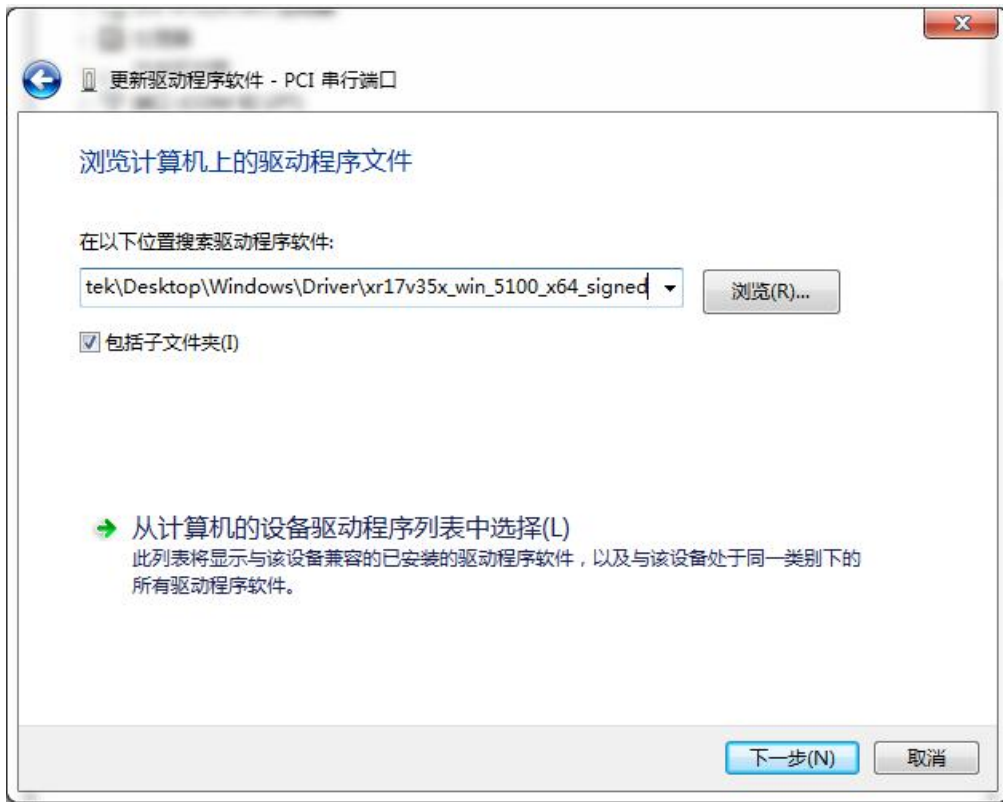 更新驱动程序软件 - PCI 串行端口
浏览计算机上的驱动程序文件
在以下位置搜索驱动程序软件:
tek\Desktop\Windows\Driver\xr17v35x_win_5100_x64_signed
浏览(R)...
包括子文件夹(I)
从计算机的设备驱动程序列表中选择(L)
此列表将显示与该设备兼容的已安装的驱动程序软件，以及与该设备处于同一类别下的
所有驱动程序软件。
下一步(N)
取消